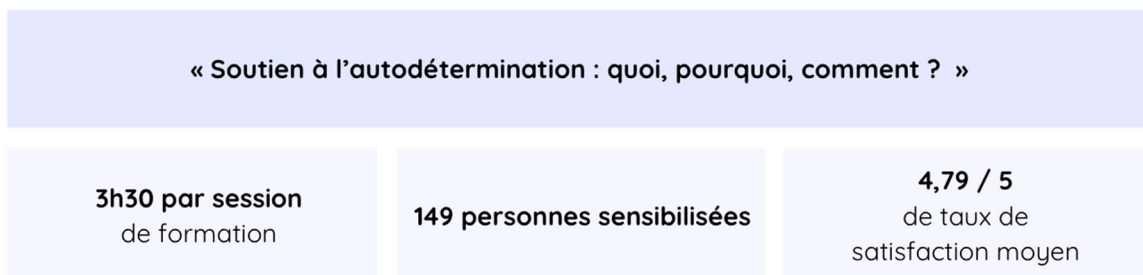 « Soutien à l'autodétermination : quoi, pourquoi, comment ? »
3h30 par session
de formation
149 personnes sensibilisées
4,79 / 5
de taux de
satisfaction moyen